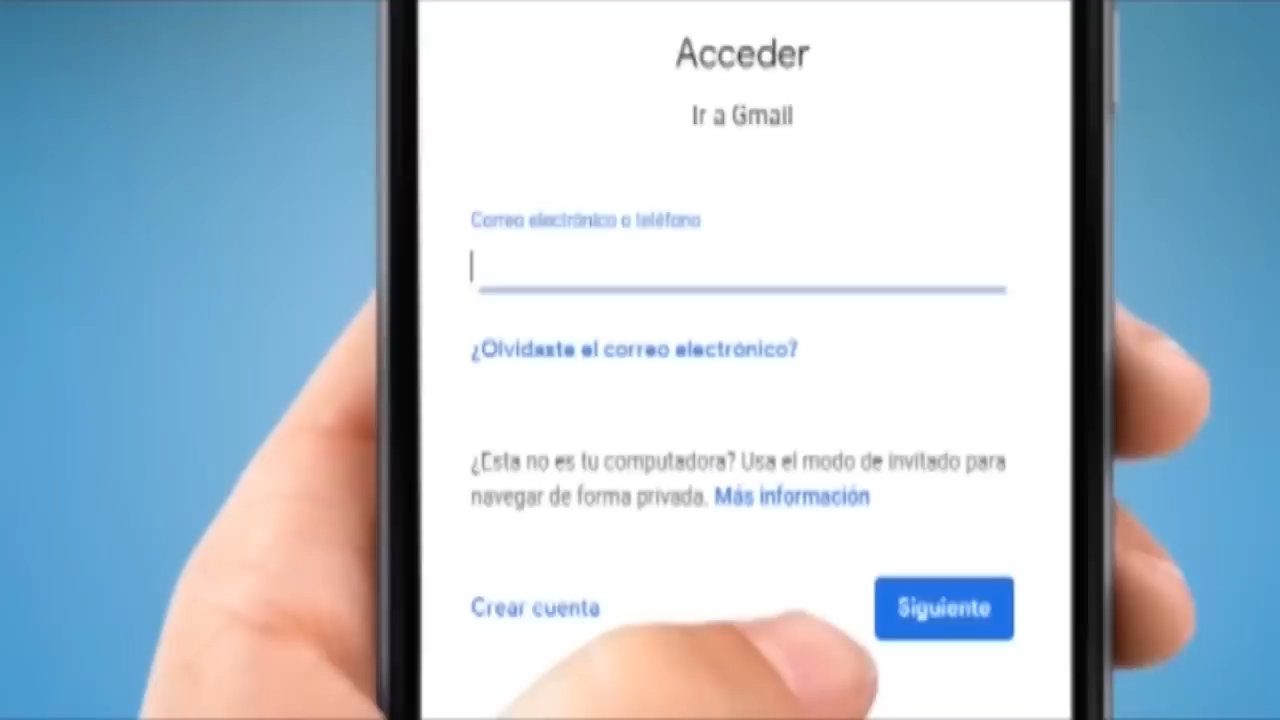 Acceder
Ir a Gmail
Correo electrónico o teléfono
¿Olvidaste el correo electrónico?
¿Esta no es tu computadora? Usa el modo de invitado para
navegar de forma privada. Más información
Crear cuenta
Siguiente